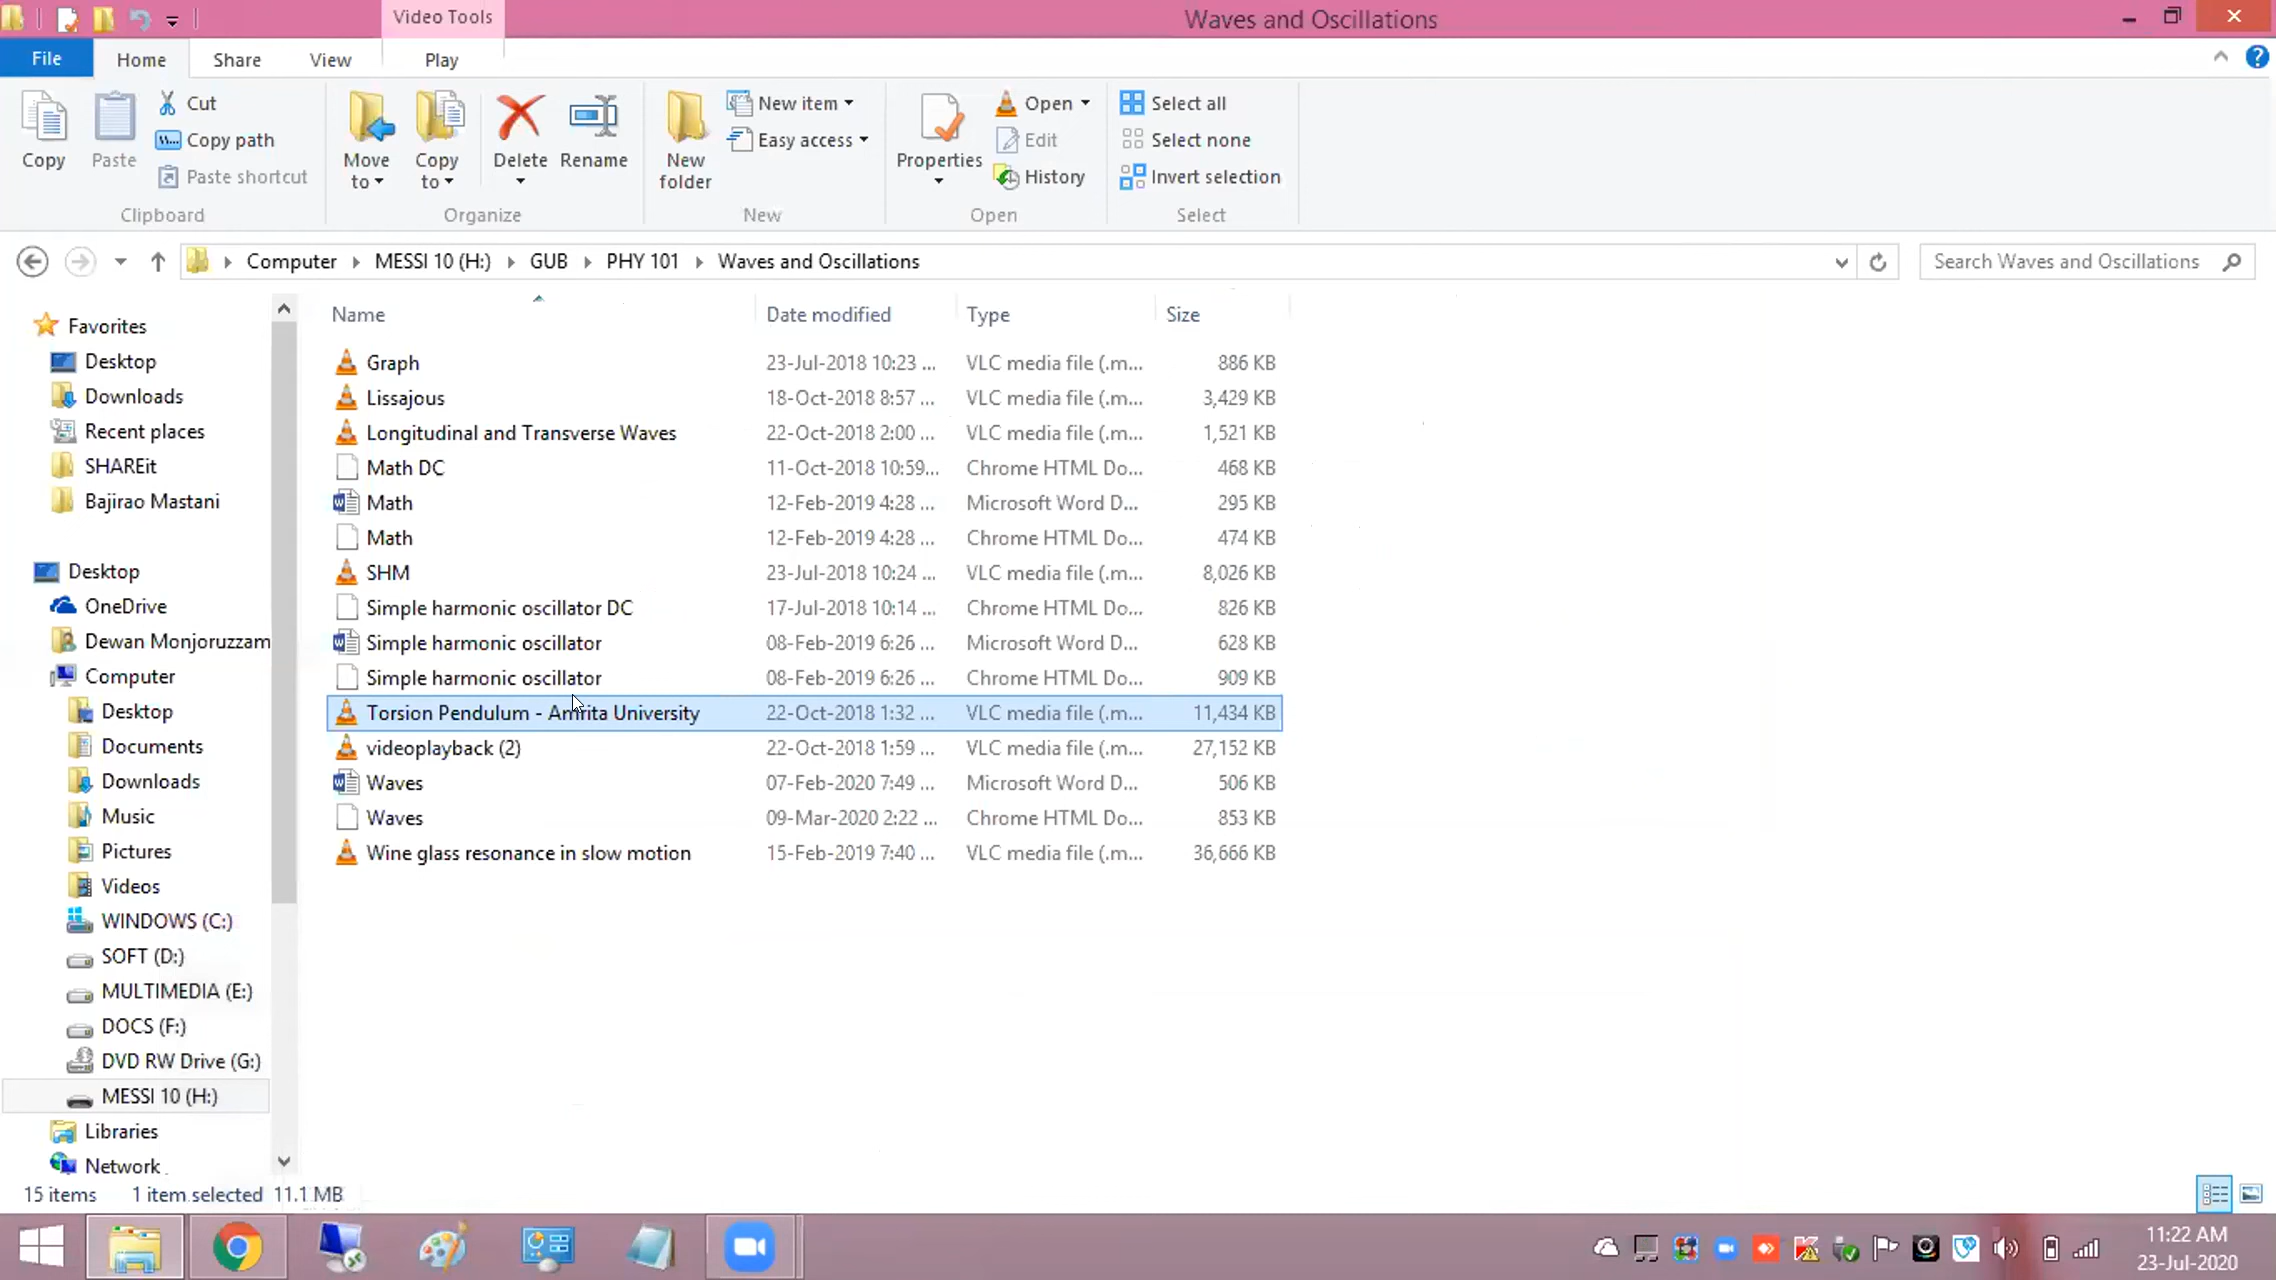 Video Tools
Waves and Oscillations
File Home Share View Play
Copy
Paste
Cut
Copy path
Paste shortcut
Clipboard
Move to
Copy to
Delete
Rename
Organize
New folder
New item
Easy access
New
Properties
Open
Edit
History
Open
Select all
Select none
Invert selection
Select
Computer MESSI 10 (H:) GUB PHY 101 Waves and Oscillations
Search Waves and Oscillations
Favorites
Desktop
Downloads
Recent places
SHAREit
Bajirao Mastani
Desktop
OneDrive
Dewan Monjoruzzam
Computer
Desktop
Documents
Downloads
Music
Pictures
Videos
WINDOWS (C:)
SOFT (D:)
MULTIMEDIA (E:)
DOCS (F:)
DVD RW Drive (G:)
MESSI 10 (H:)
Libraries
Network
Name Date modified Type Size
Graph 23-Jul-2018 10:23 ... VLC media file (.m... 886 KB
Lissajous 18-Oct-2018 8:57 ... VLC media file (.m... 3,429 KB
Longitudinal and Transverse Waves 22-Oct-2018 2:00 ... VLC media file (.m... 1,521 KB
Math DC 11-Oct-2018 10:59... Chrome HTML Do... 468 KB
Math 12-Feb-2019 4:28 ... Microsoft Word D... 295 KB
Math 12-Feb-2019 4:28 ... Chrome HTML Do... 474 KB
SHM 23-Jul-2018 10:24 ... VLC media file (.m... 8,026 KB
Simple harmonic oscillator DC 17-Jul-2018 10:14 ... Chrome HTML Do... 826 KB
Simple harmonic oscillator 08-Feb-2019 6:26 ... Microsoft Word D... 628 KB
Simple harmonic oscillator 08-Feb-2019 6:26 ... Chrome HTML Do... 909 KB
Torsion Pendulum - Amrita University 22-Oct-2018 1:32 ... VLC media file (.m... 11,434 KB
videoplayback (2) 22-Oct-2018 1:59 ... VLC media file (.m... 27,152 KB
Waves 07-Feb-2020 7:49 ... Microsoft Word D... 506 KB
Waves 09-Mar-2020 2:22 ... Chrome HTML Do... 853 KB
Wine glass resonance in slow motion 15-Feb-2019 7:40 ... VLC media file (.m... 36,666 KB
15 items 1 item selected 11.1 MB
11:22 AM
23-Jul-2020